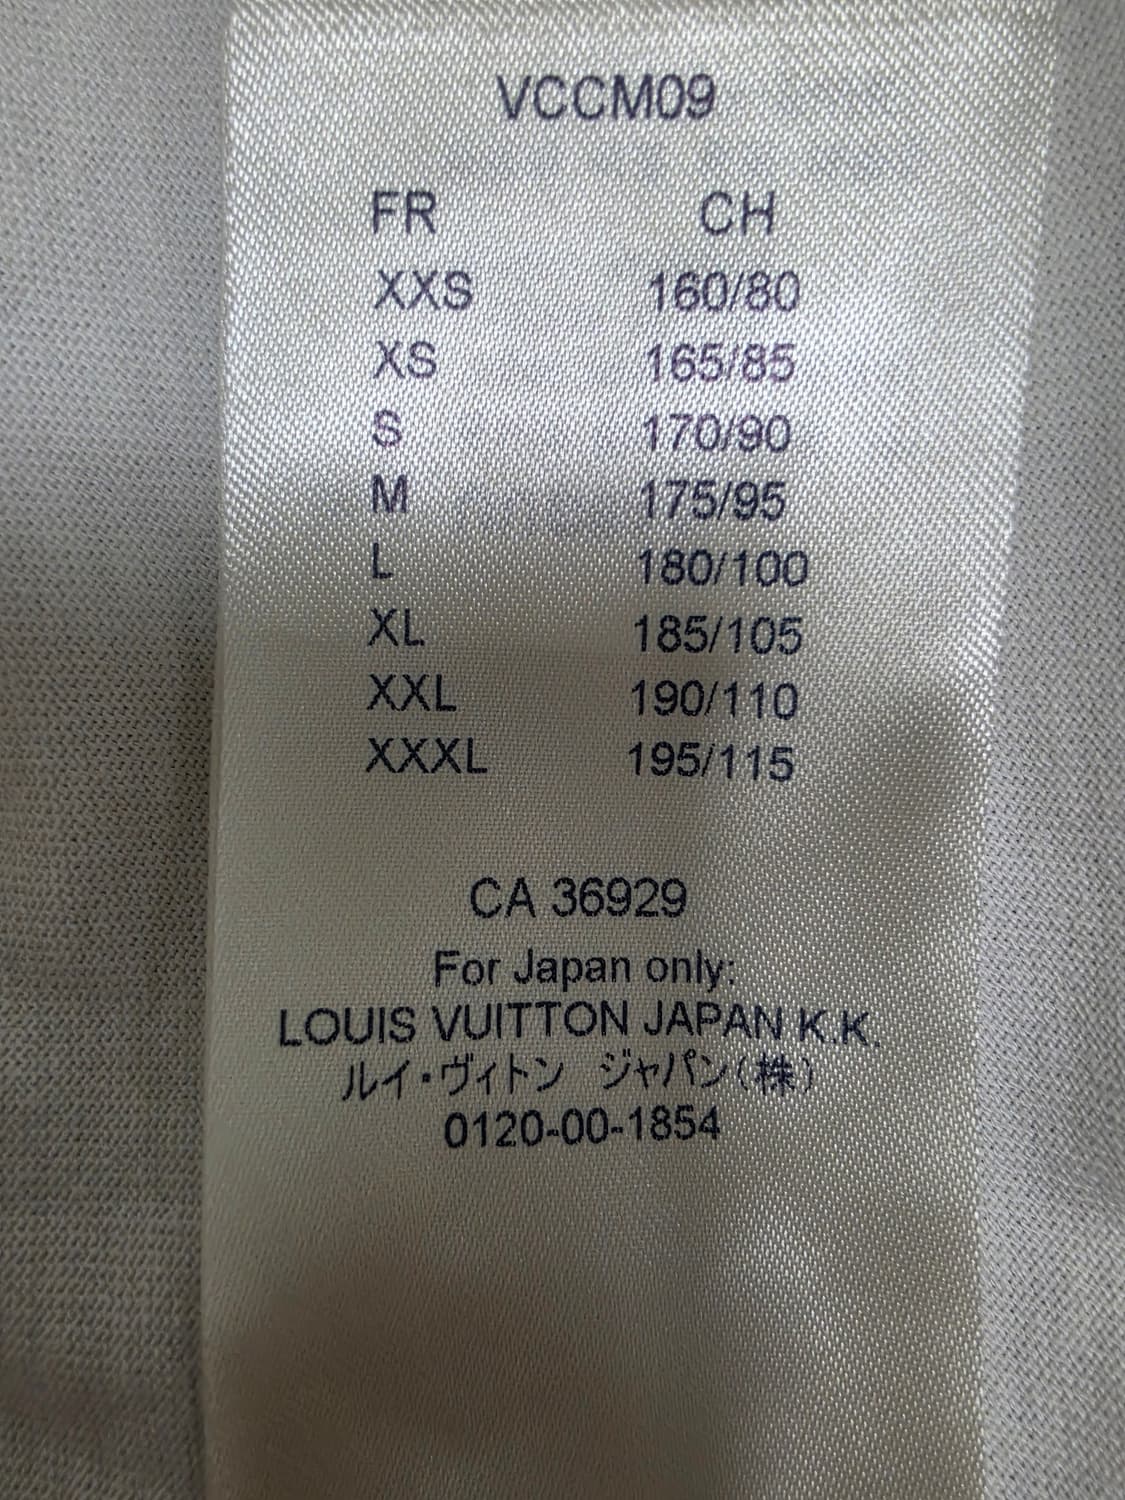 VCCM09
FR CH
XXS 160/80
XS 165/85
S 170/90
M 175/95
L 180/100
XL 185/105
XXL 190/110
XXXL 195/115
CA 36929
For Japan only:
LOUIS VUITTON JAPAN K.K.
ルイ・ヴィトン ジャパン(株)
0120-00-1854